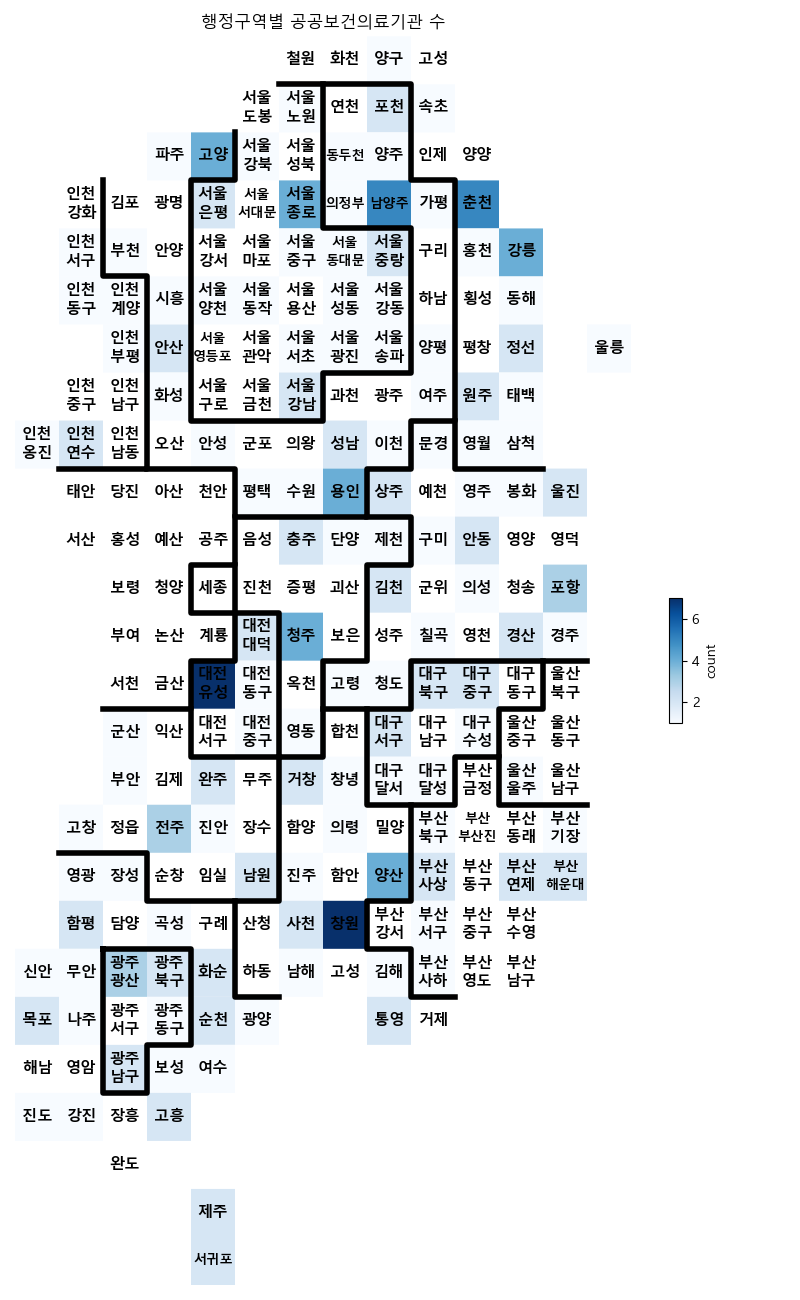 행정구역별 공공보건의료기관 수
철원 화천 양구 고성
서울 도봉 서울 노원 연천 포천 속초
파주 고양 서울 강북 서울 성북 동두천 양주 인제 양양
인천 강화 김포 광명 서울 은평 서울 서대문 서울 종로 의정부 남양주 가평 춘천
인천 서구 부천 안양 서울 강서 서울 마포 서울 중구 서울 동대문 서울 중랑 구리 홍천 강릉
인천 동구 인천 계양 시흥 서울 양천 서울 동작 서울 용산 서울 성동 서울 강동 하남 횡성 동해
인천 부평 안산 서울 영등포 서울 관악 서울 서초 서울 광진 서울 송파 양평 평창 정선 울릉
인천 중구 인천 남구 화성 서울 구로 서울 금천 서울 강남 과천 광주 여주 원주 태백
인천 옹진 인천 연수 인천 남동 오산 안성 군포 의왕 성남 이천 문경 영월 삼척
태안 당진 아산 천안 평택 수원 용인 상주 예천 영주 봉화 울진
서산 홍성 예산 공주 음성 충주 단양 제천 구미 안동 영양 영덕
보령 청양 세종 진천 증평 괴산 김천 군위 의성 청송 포항
부여 논산 계룡 대전 대덕 청주 보은 성주 칠곡 영천 경산 경주
서천 금산 대전 유성 대전 동구 옥천 고령 청도 대구 북구 대구 중구 대구 동구 울산 북구
군산 익산 대전 서구 대전 중구 영동 합천 대구 서구 대구 남구 대구 수성 울산 중구 울산 동구
부안 김제 완주 무주 거창 창녕 대구 달서 대구 달성 부산 금정 울산 울주 울산 남구
고창 정읍 전주 진안 장수 함양 의령 밀양 부산 북구 부산 부산진 부산 동래 부산 기장
영광 장성 순창 임실 남원 진주 함안 양산 부산 사상 부산 동구 부산 연제 부산 해운대
함평 담양 곡성 구례 산청 사천 창원 부산 강서 부산 서구 부산 중구 부산 수영
신안 무안 광주 광산 광주 북구 화순 하동 남해 고성 김해 부산 사하 부산 영도 부산 남구
목포 나주 광주 서구 광주 동구 순천 광양 통영 거제
해남 영암 광주 남구 보성 여수
진도 강진 장흥 고흥
완도
제주
서귀포
6
4
2
count